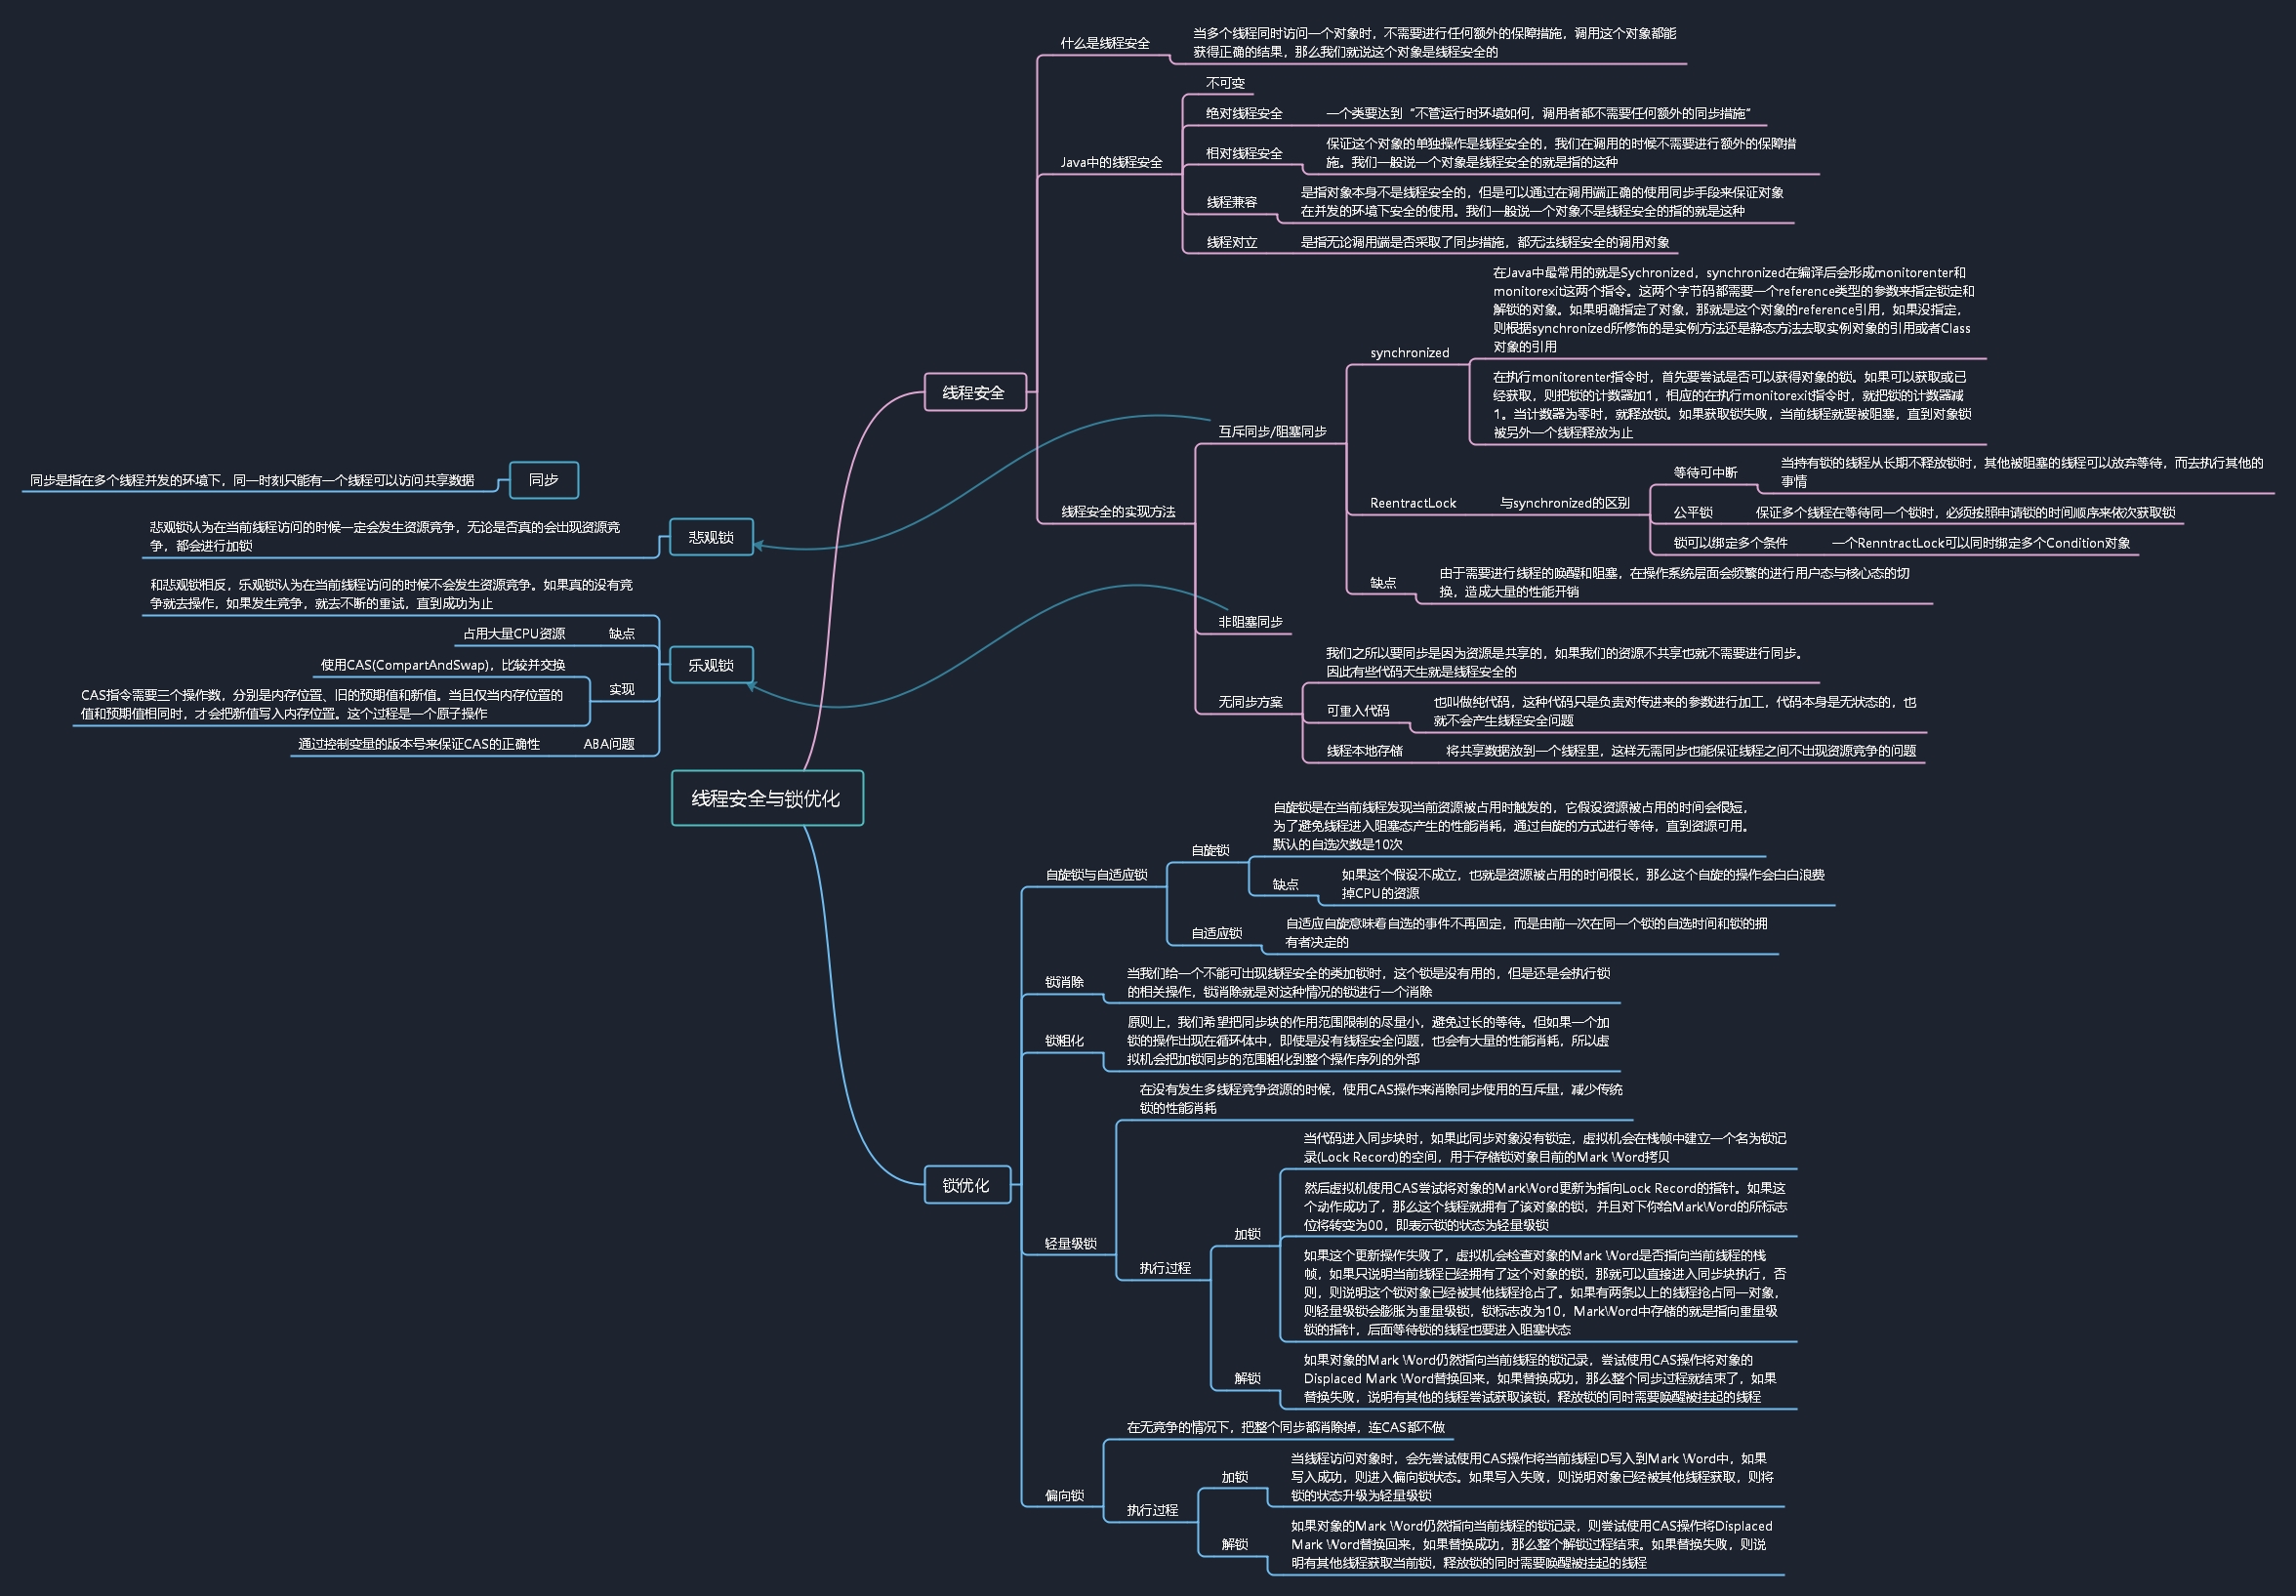 线程安全与锁优化
线程安全
什么是线程安全
当多个线程同时访问一个对象时，不需要进行任何额外的保障措施，调用这个对象都能
获得正确的结果，那么我们就说这个对象是线程安全的
Java中的线程安全
不可变
绝对线程安全
一个类要达到“不管运行时环境如何，调用者都不需要任何额外的同步措施”
相对线程安全
保证这个对象的单独操作是线程安全的，我们在调用的时候不需要进行额外的保障措
施。我们一般说一个对象是线程安全的就是指的这种
线程兼容
是指对象本身不是线程安全的，但是可以通过在调用端正确的使用同步手段来保证对象
在并发的环境下安全的使用。我们一般说一个对象不是线程安全的指的就是这种
线程对立
是指无论调用端是否采取了同步措施，都无法线程安全的调用对象
线程安全的实现方法
互斥同步/阻塞同步
synchronized
在Java中最常用的就是Sychronized，synchronized在编译后会形成monitorenter和
monitorexit这两个指令。这两个字节码都需要一个reference类型的参数来指定锁定和
解锁的对象。如果明确指定了对象，那就是这个对象的reference引用，如果没指定，
则根据synchronized所修饰的是实例方法还是静态方法去取实例对象的引用或者Class
对象的引用
在执行monitorenter指令时，首先要尝试是否可以获得对象的锁。如果可以获取或已
经获取，则把锁的计数器加1，相应的在执行monitorexit指令时，就把锁的计数器减
1。当计数器为零时，就释放锁。如果获取锁失败，当前线程就要被阻塞，直到对象锁
被另外一个线程释放为止
ReentractLock
与synchronized的区别
等待可中断
当持有锁的线程从长期不释放锁时，其他被阻塞的线程可以放弃等待，而去执行其他的
事情
公平锁
保证多个线程在等待同一个锁时，必须按照申请锁的时间顺序来依次获取锁
锁可以绑定多个条件
一个RenntractLock可以同时绑定多个Condition对象
缺点
由于需要进行线程的唤醒和阻塞，在操作系统层面会频繁的进行用户态与核心态的切
换，造成大量的性能开销
非阻塞同步
无同步方案
我们之所以要同步是因为资源是共享的，如果我们的资源不共享也就不需要进行同步。
因此有些代码天生就是线程安全的
可重入代码
也叫做纯代码，这种代码只是负责对传进来的参数进行加工，代码本身是无状态的，也
就不会产生线程安全问题
线程本地存储
将共享数据放到一个线程里，这样无需同步也能保证线程之间不出现资源竞争的问题
锁优化
自旋锁与自适应锁
自旋锁
自旋锁是在当前线程发现当前资源被占用时触发的，它假设资源被占用的时间会很短，
为了避免线程进入阻塞态产生的性能消耗，通过自旋的方式进行等待，直到资源可用。
默认的自选次数是10次
缺点
如果这个假设不成立，也就是资源被占用的时间很长，那么这个自旋的操作会白白浪费
掉CPU的资源
自适应锁
自适应自旋意味着自选的事件不再固定，而是由前一次在同一个锁的自选时间和锁的拥
有者决定的
锁消除
当我们给一个不能可出现线程安全的类加锁时，这个锁是没有用的，但是还是会执行锁
的相关操作，锁消除就是对这种情况的锁进行一个消除
锁粗化
原则上，我们希望把同步块的作用范围限制的尽量小，避免过长的等待。但如果一个加
锁的操作出现在循环体中，即使是没有线程安全问题，也会有大量的性能消耗，所以虚
拟机会把加锁同步的范围粗化到整个操作序列的外部
轻量级锁
在没有发生多线程竞争资源的时候，使用CAS操作来消除同步使用的互斥量，减少传统
锁的性能消耗
执行过程
加锁
当代码进入同步块时，如果此同步对象没有锁定，虚拟机会在栈帧中建立一个名为锁记
录(Lock Record)的空间，用于存储锁对象目前的Mark Word拷贝
然后虚拟机使用CAS尝试将对象的MarkWord更新为指向Lock Record的指针。如果这
个动作成功了，那么这个线程就拥有了该对象的锁，并且对下你给MarkWord的所标志
位将转变为00，即表示锁的状态为轻量级锁
如果这个更新操作失败了，虚拟机会检查对象的Mark Word是否指向当前线程的栈
帧，如果只说明当前线程已经拥有了这个对象的锁，那就可以直接进入同步块执行，否
则，则说明这个锁对象已经被其他线程抢占了。如果有两条以上的线程抢占同一对象，
则轻量级锁会膨胀为重量级锁，锁标志改为10，MarkWord中存储的就是指向重量级
锁的指针，后面等待锁的线程也要进入阻塞状态
解锁
如果对象的Mark Word仍然指向当前线程的锁记录，尝试使用CAS操作将对象的
Displaced Mark Word替换回来，如果替换成功，那么整个同步过程就结束了，如果
替换失败，说明有其他的线程尝试获取该锁，释放锁的同时需要唤醒被挂起的线程
偏向锁
在无竞争的情况下，把整个同步都消除掉，连CAS都不做
执行过程
加锁
当线程访问对象时，会先尝试使用CAS操作将当前线程ID写入到Mark Word中，如果
写入成功，则进入偏向锁状态。如果写入失败，则说明对象已经被其他线程获取，则将
锁的状态升级为轻量级锁
解锁
如果对象的Mark Word仍然指向当前线程的锁记录，则尝试使用CAS操作将Displaced
Mark Word替换回来，如果替换成功，那么整个解锁过程结束。如果替换失败，则说
明有其他线程获取当前锁，释放锁的同时需要唤醒被挂起的线程
同步
同步是指在多个线程并发的环境下，同一时刻只能有一个线程可以访问共享数据
悲观锁
悲观锁认为在当前线程访问的时候一定会发生资源竞争，无论是否真的会出现资源竞
争，都会进行加锁
乐观锁
和悲观锁相反，乐观锁认为在当前线程访问的时候不会发生资源竞争。如果真的没有竞
争就去操作，如果发生竞争，就去不断的重试，直到成功为止
缺点
占用大量CPU资源
实现
使用CAS(CompartAndSwap)，比较并交换
CAS指令需要三个操作数，分别是内存位置、旧的预期值和新值。当且仅当内存位置的
值和预期值相同时，才会把新值写入内存位置。这个过程是一个原子操作
ABA问题
通过控制变量的版本号来保证CAS的正确性